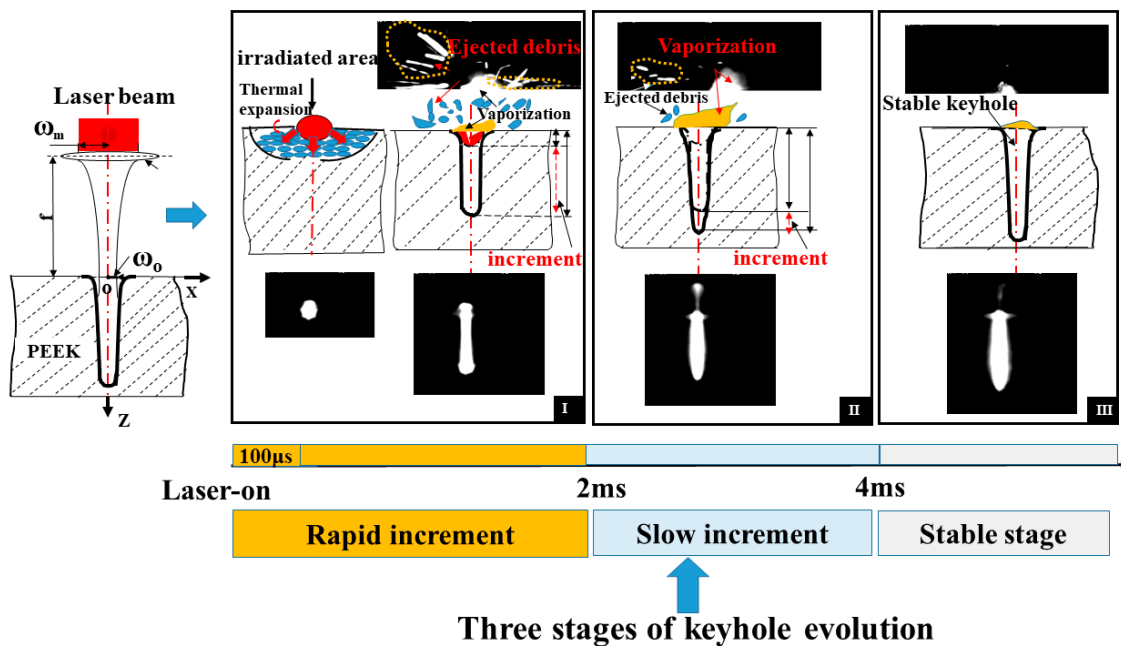 Laser beam
ωm
f
ωo
o
X
PEEK
Z
irradiated area
Thermal
expansion
Ejected debris
Vaporization
increment
I
Vaporization
Ejected debris
increment
II
Stable keyhole
III
100μs
Laser-on
2ms
4ms
Rapid increment
Slow increment
Stable stage
Three stages of keyhole evolution